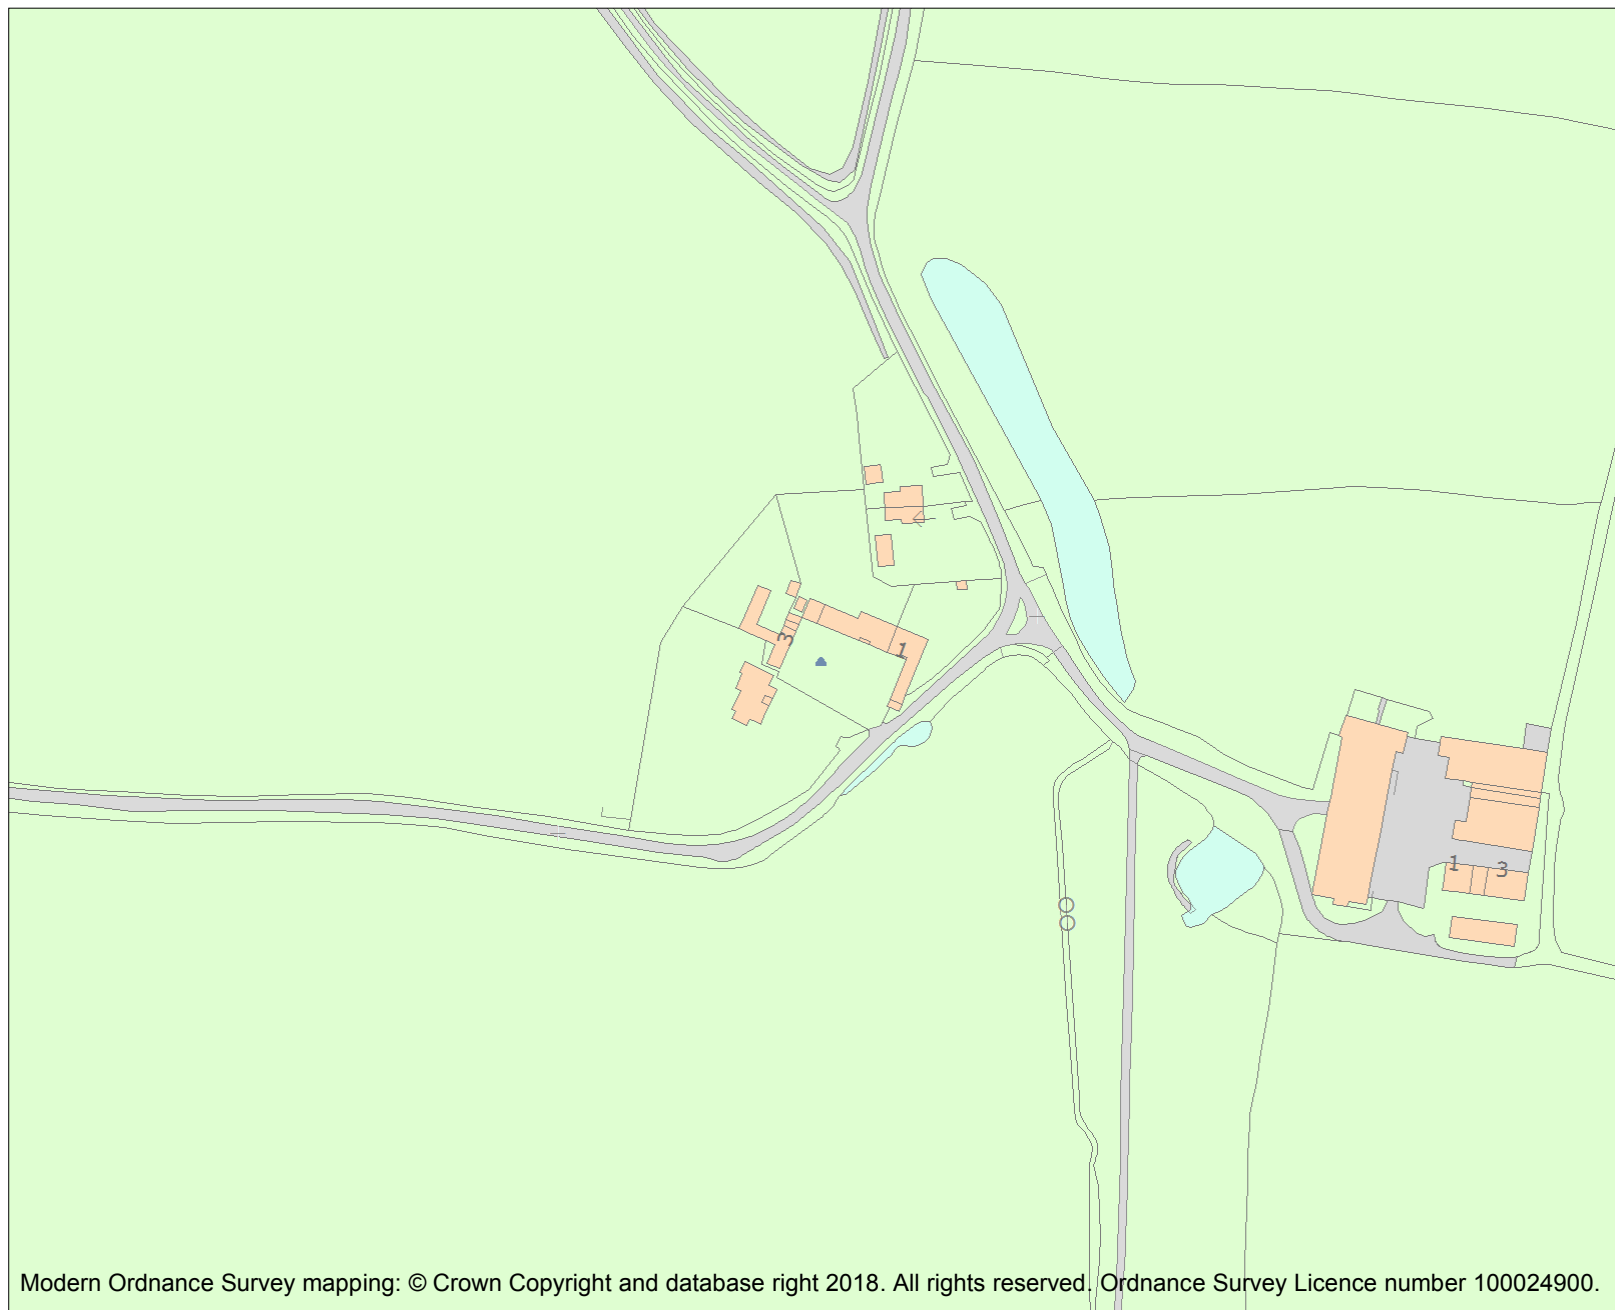 3
1
1 3
Modern Ordnance Survey mapping: © Crown Copyright and database right 2018. All rights reserved. Ordnance Survey Licence number 100024900.